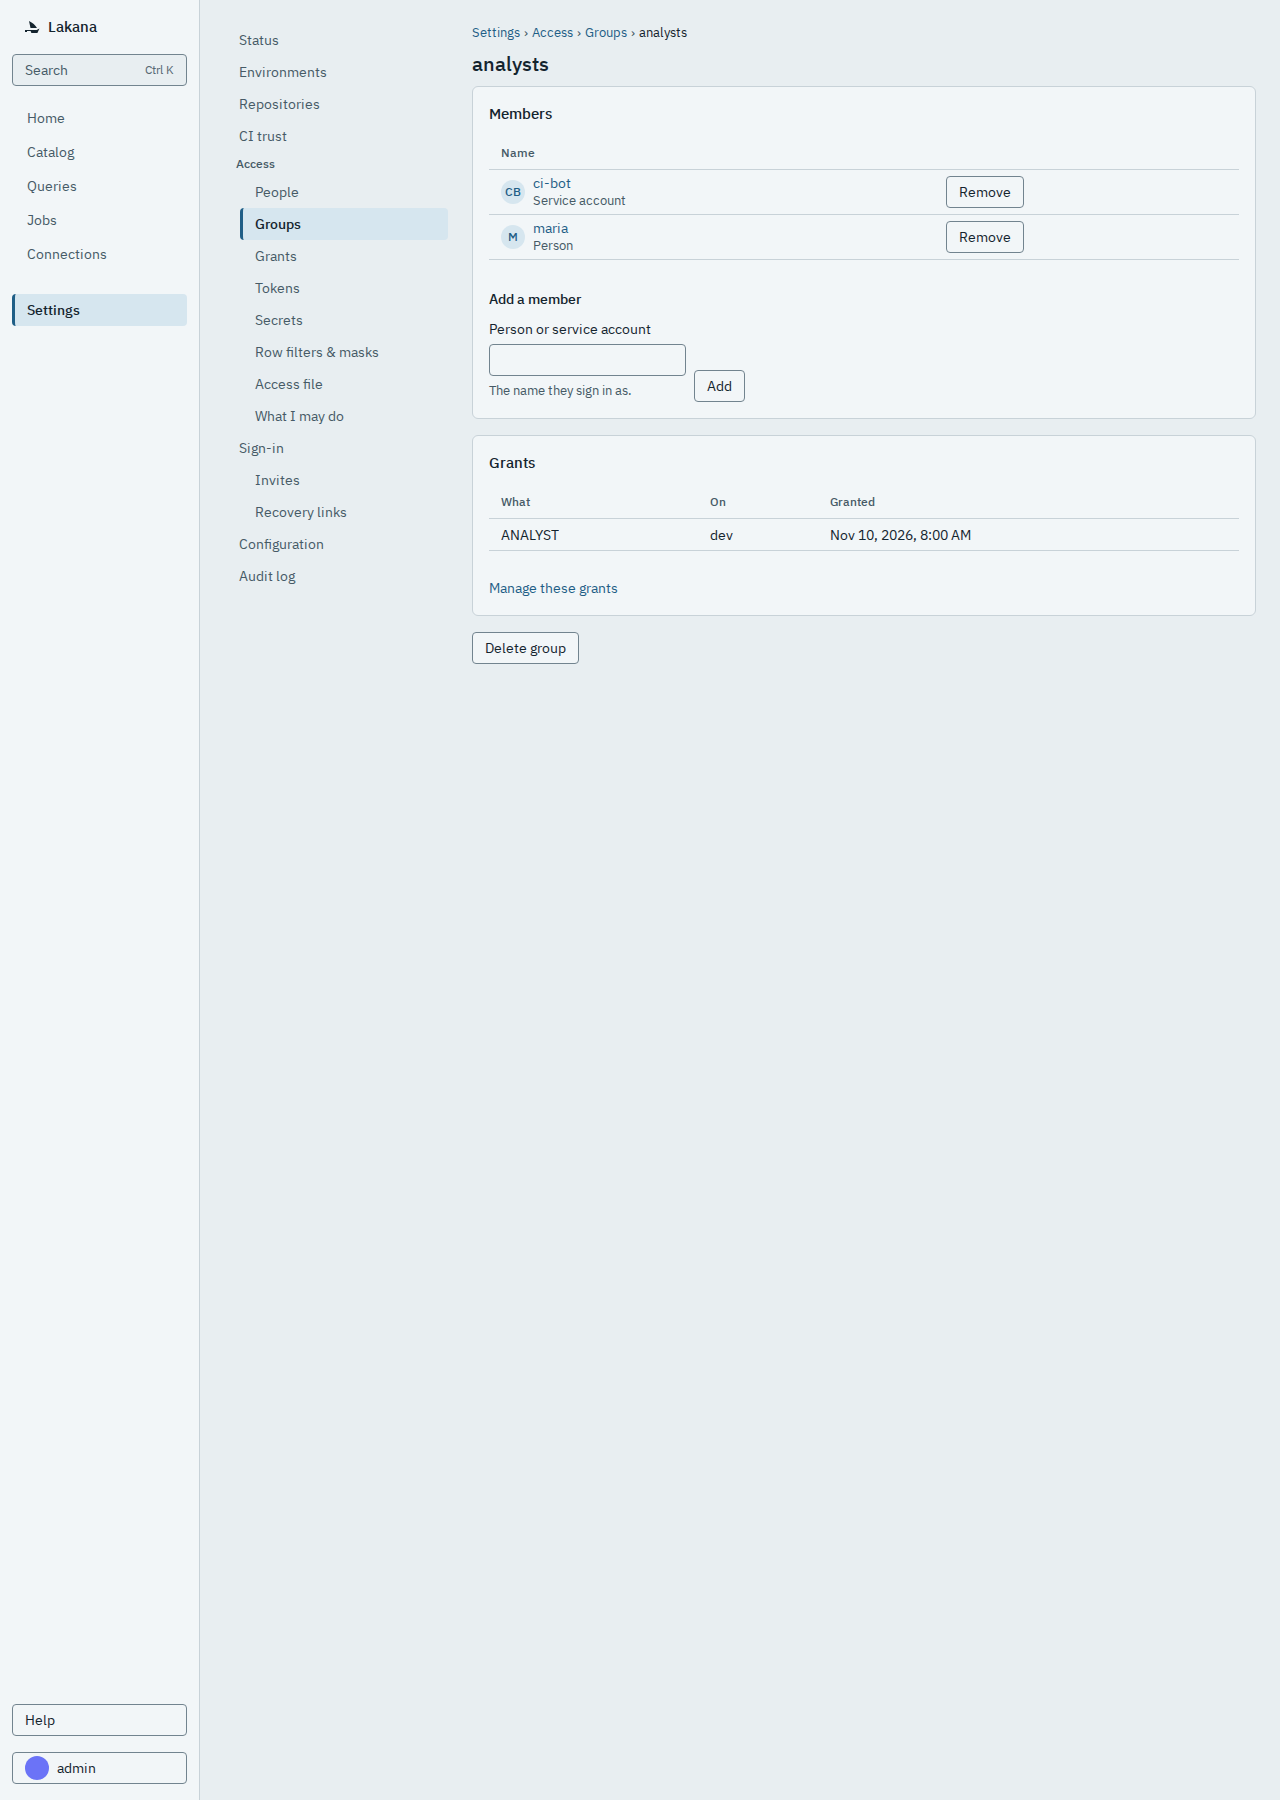 Lakana
Search Ctrl K
Home
Catalog
Queries
Jobs
Connections
Settings
Help
admin
Status
Environments
Repositories
CI trust
Access
People
Groups
Grants
Tokens
Secrets
Row filters & masks
Access file
What I may do
Sign-in
Invites
Recovery links
Configuration
Audit log
Settings › Access › Groups › analysts
analysts
Members
Name
CB ci-bot
Service account
Remove
M maria
Person
Remove
Add a member
Person or service account
The name they sign in as.
Add
Grants
What On Granted
ANALYST dev Nov 10, 2026, 8:00 AM
Manage these grants
Delete group